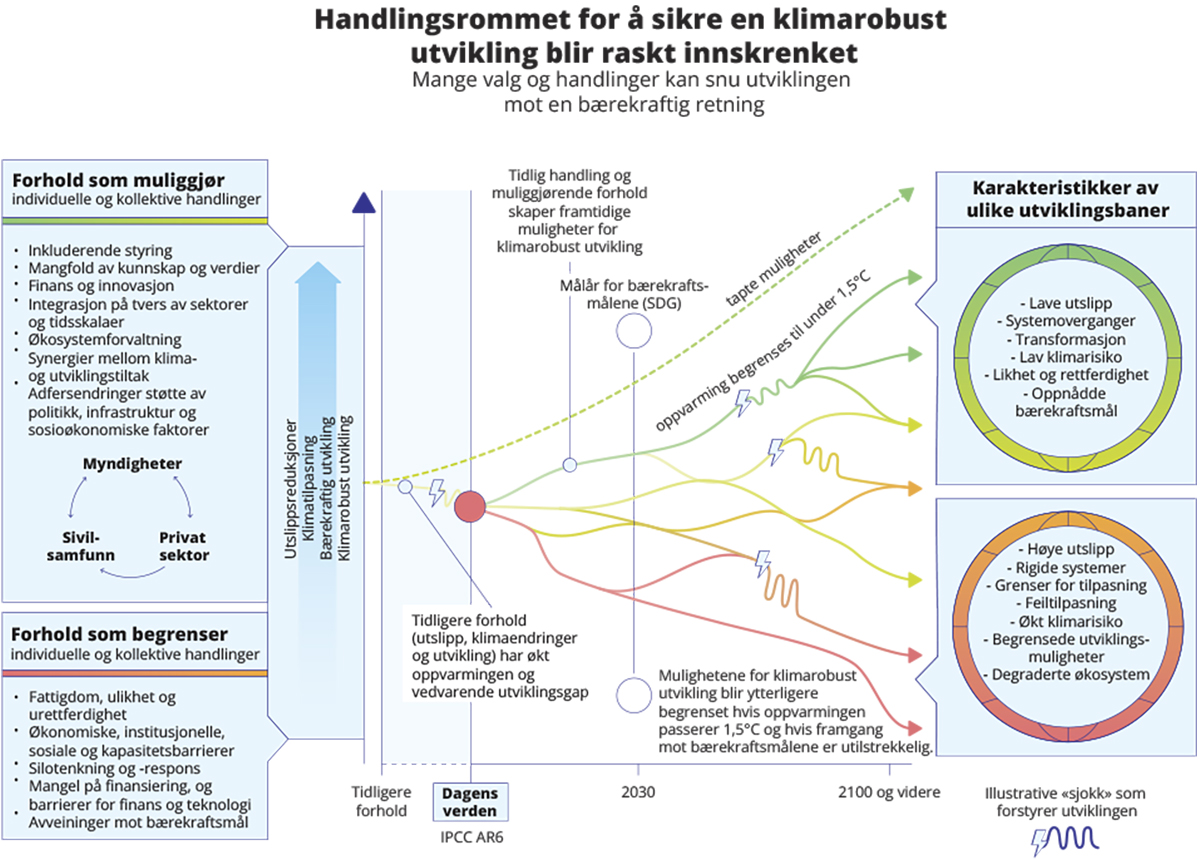 Handlingsrommet for å sikre en klimarobust
utvikling blir raskt innskrenket
Mange valg og handlinger kan snu utviklingen
mot en bærekraftig retning
Forhold som muliggjør
individuelle og kollektive handlinger
• Inkluderende styring
• Mangfold av kunnskap og verdier
• Finans og innovasjon
• Integrasjon på tvers av sektorer
og tidsskalaer
• Økosystemforvaltning
• Synergier mellom klima-
og utviklingstiltak
• Adfersendringer støtte av
politikk, infrastruktur og
sosioøkonomiske faktorer
Myndigheter
Sivil-
samfunn
Privat
sektor
Forhold som begrenser
individuelle og kollektive handlinger
• Fattigdom, ulikhet og
urettferdighet
• Økonomiske, institusjonelle,
sosiale og kapasitetsbarrierer
• Silotenkning og -respons
• Mangel på finansiering, og
barrierer for finans og teknologi
• Avveininger mot bærekraftsmål
Utslippsreduksjoner
Klimatilpasning
Bærekraftig utvikling
Klimarobust utvikling
Tidlig handling og
muliggjørende forhold
skaper framtidige
muligheter for
klimarobust utvikling
Målår for bærekrafts-
målene (SDG)
tapte muligheter
oppvarming begrenses til under 1,5°C
Tidligere forhold
(utslipp, klimaendringer
og utvikling) har økt
oppvarmingen og
vedvarende utviklingsgap
Mulighetene for klimarobust
utvikling blir ytterligere
begrenset hvis oppvarmingen
passerer 1,5°C og hvis framgang
mot bærekraftsmålene er utilstrekkelig.
Tidligere
forhold
Dagens
verden
IPCC AR6
2030
2100 og videre
Karakteristikker av
ulike utviklingsbaner
- Lave utslipp
- Systemoverganger
- Transformasjon
- Lav klimarisiko
- Likhet og rettferdighet
- Oppnådde
bærekraftsmål
- Høye utslipp
- Rigide systemer
- Grenser for tilpasning
- Feiltilpasning
- Økt klimarisiko
- Begrensede utviklings-
muligheter
- Degraderte økosystem
Illustrative «sjokk» som
forstyrer utviklingen